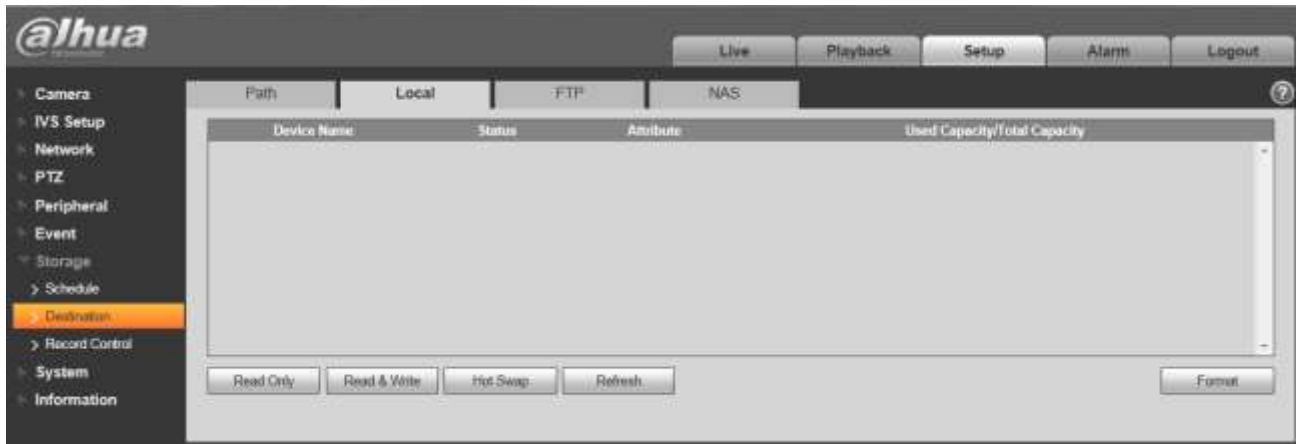 alhua
Live Playback Setup Alarm Logout
Camera
IVS Setup
Network
PTZ
Peripheral
Event
Storage
Schedule
Destination
Record Control
System
Information
Path Local FTP NAS
Device Name Status Attribute Used Capacity/Total Capacity
Read Only Read & Write Hot Swap Refresh Format